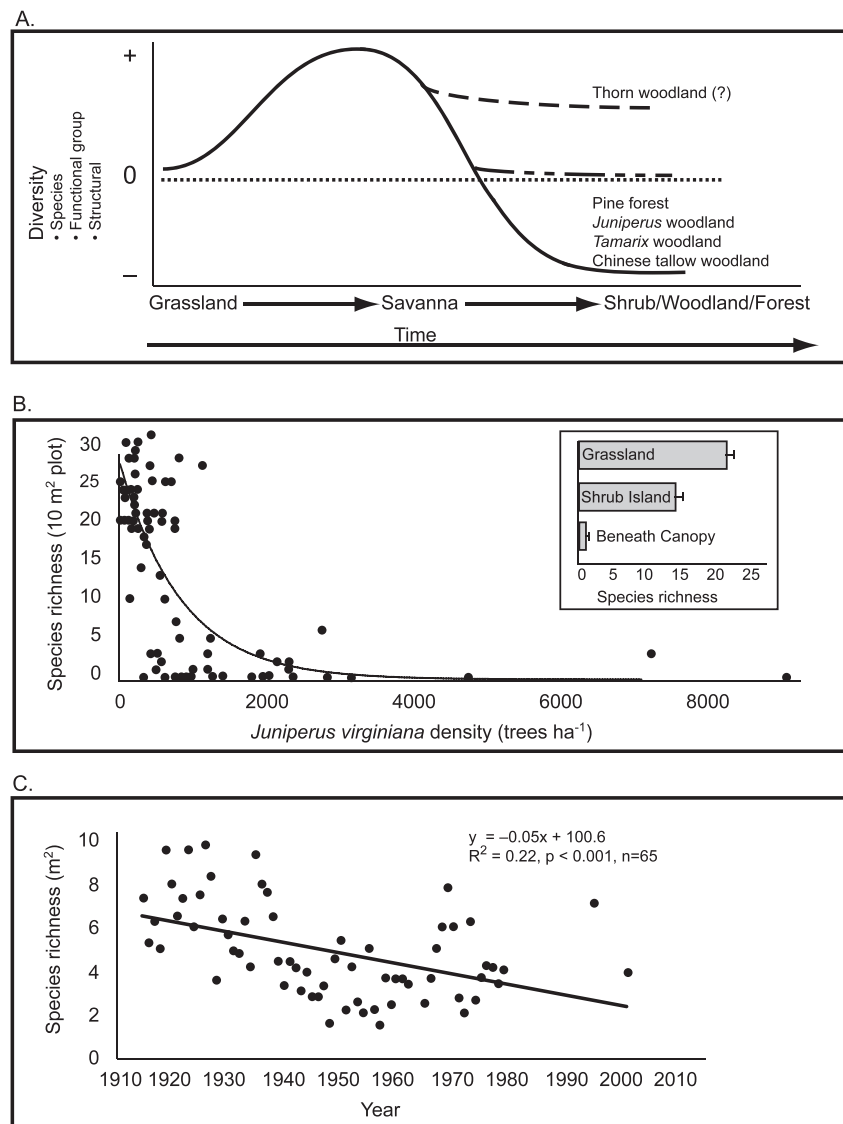 A.
+
0
–
Diversity
• Species
• Functional group
• Structural
Thorn woodland (?)
Pine forest
Juniperus woodland
Tamarix woodland
Chinese tallow woodland
Grassland Savanna Shrub/Woodland/Forest
Time
B.
Species richness (10 m² plot)
30
25
20
15
10
5
0
0 2000 4000 6000 8000
Juniperus virginiana density (trees ha⁻¹)
Grassland
Shrub Island
Beneath Canopy
0 5 10 15 20 25
Species richness
C.
Species richness (m²)
10
8
6
4
2
0
y = –0.05x + 100.6
R² = 0.22, p < 0.001, n=65
1910 1920 1930 1940 1950 1960 1970 1980 1990 2000 2010
Year